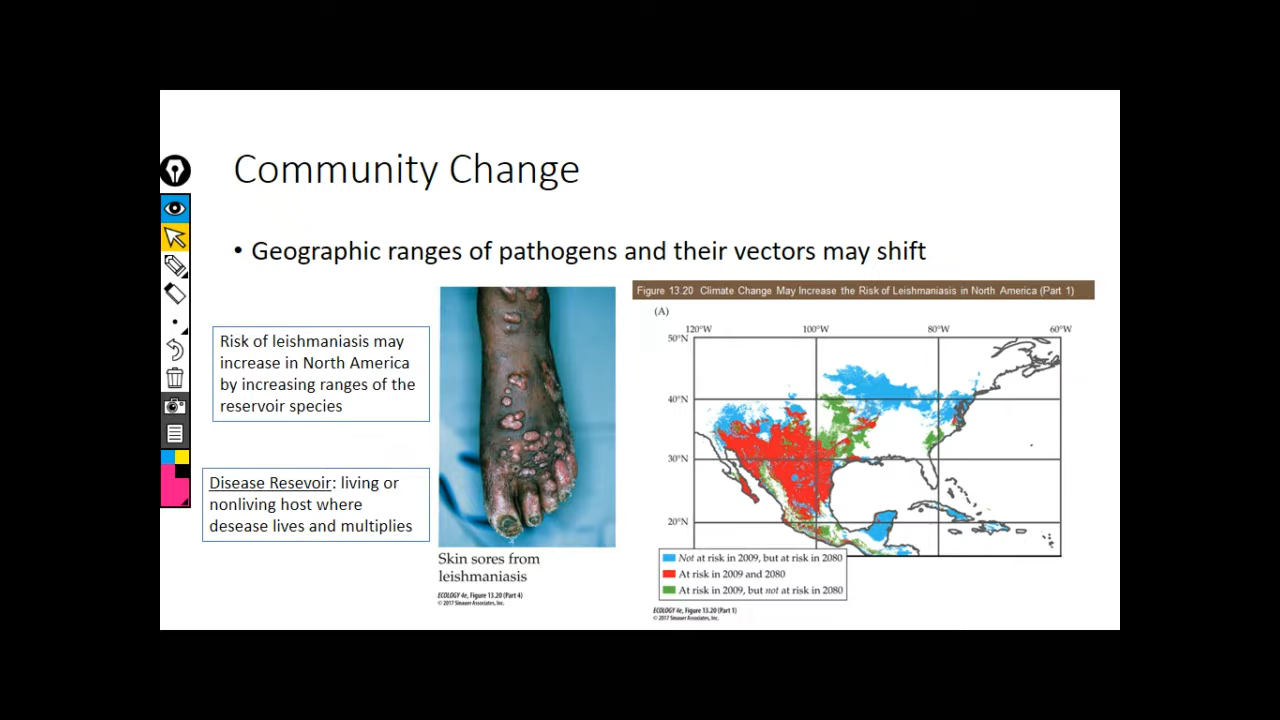 Community Change
• Geographic ranges of pathogens and their vectors may shift
Risk of leishmaniasis may
increase in North America
by increasing ranges of the
reservoir species
Disease Resevoir: living or
nonliving host where
desease lives and multiplies
Skin sores from
leishmaniasis
ECOLOGY 4e, Figure 13.20 (Part 4)
© 2017 Sinauer Associates, Inc.
Figure 13.20 Climate Change May Increase the Risk of Leishmaniasis in North America (Part 1)
(A)
120°W 100°W 80°W 60°W
50°N
40°N
30°N
20°N
Not at risk in 2009, but at risk in 2080
At risk in 2009 and 2080
At risk in 2009, but not at risk in 2080
ECOLOGY 4e, Figure 13.20 (Part 1)
© 2017 Sinauer Associates, Inc.